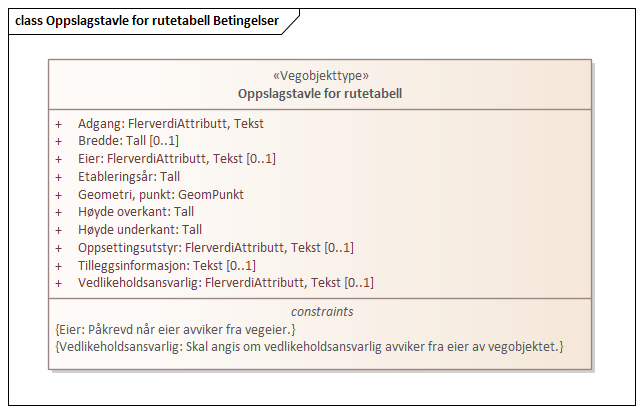 class Oppslagstavle for rutetabell Betingelser
«Vegobjekttype»
Oppslagstavle for rutetabell
+ Adgang: FlerverdiAttributt, Tekst
+ Bredde: Tall [0..1]
+ Eier: FlerverdiAttributt, Tekst [0..1]
+ Etableringsår: Tall
+ Geometri, punkt: GeomPunkt
+ Høyde overkant: Tall
+ Høyde underkant: Tall
+ Oppsettingsutstyr: FlerverdiAttributt, Tekst [0..1]
+ Tilleggsinformasjon: Tekst [0..1]
+ Vedlikeholdsansvarlig: FlerverdiAttributt, Tekst [0..1]
constraints
{Eier: Påkrevd når eier avviker fra vegeier.}
{Vedlikeholdsansvarlig: Skal angis om vedlikeholdsansvarlig avviker fra eier av vegobjektet.}